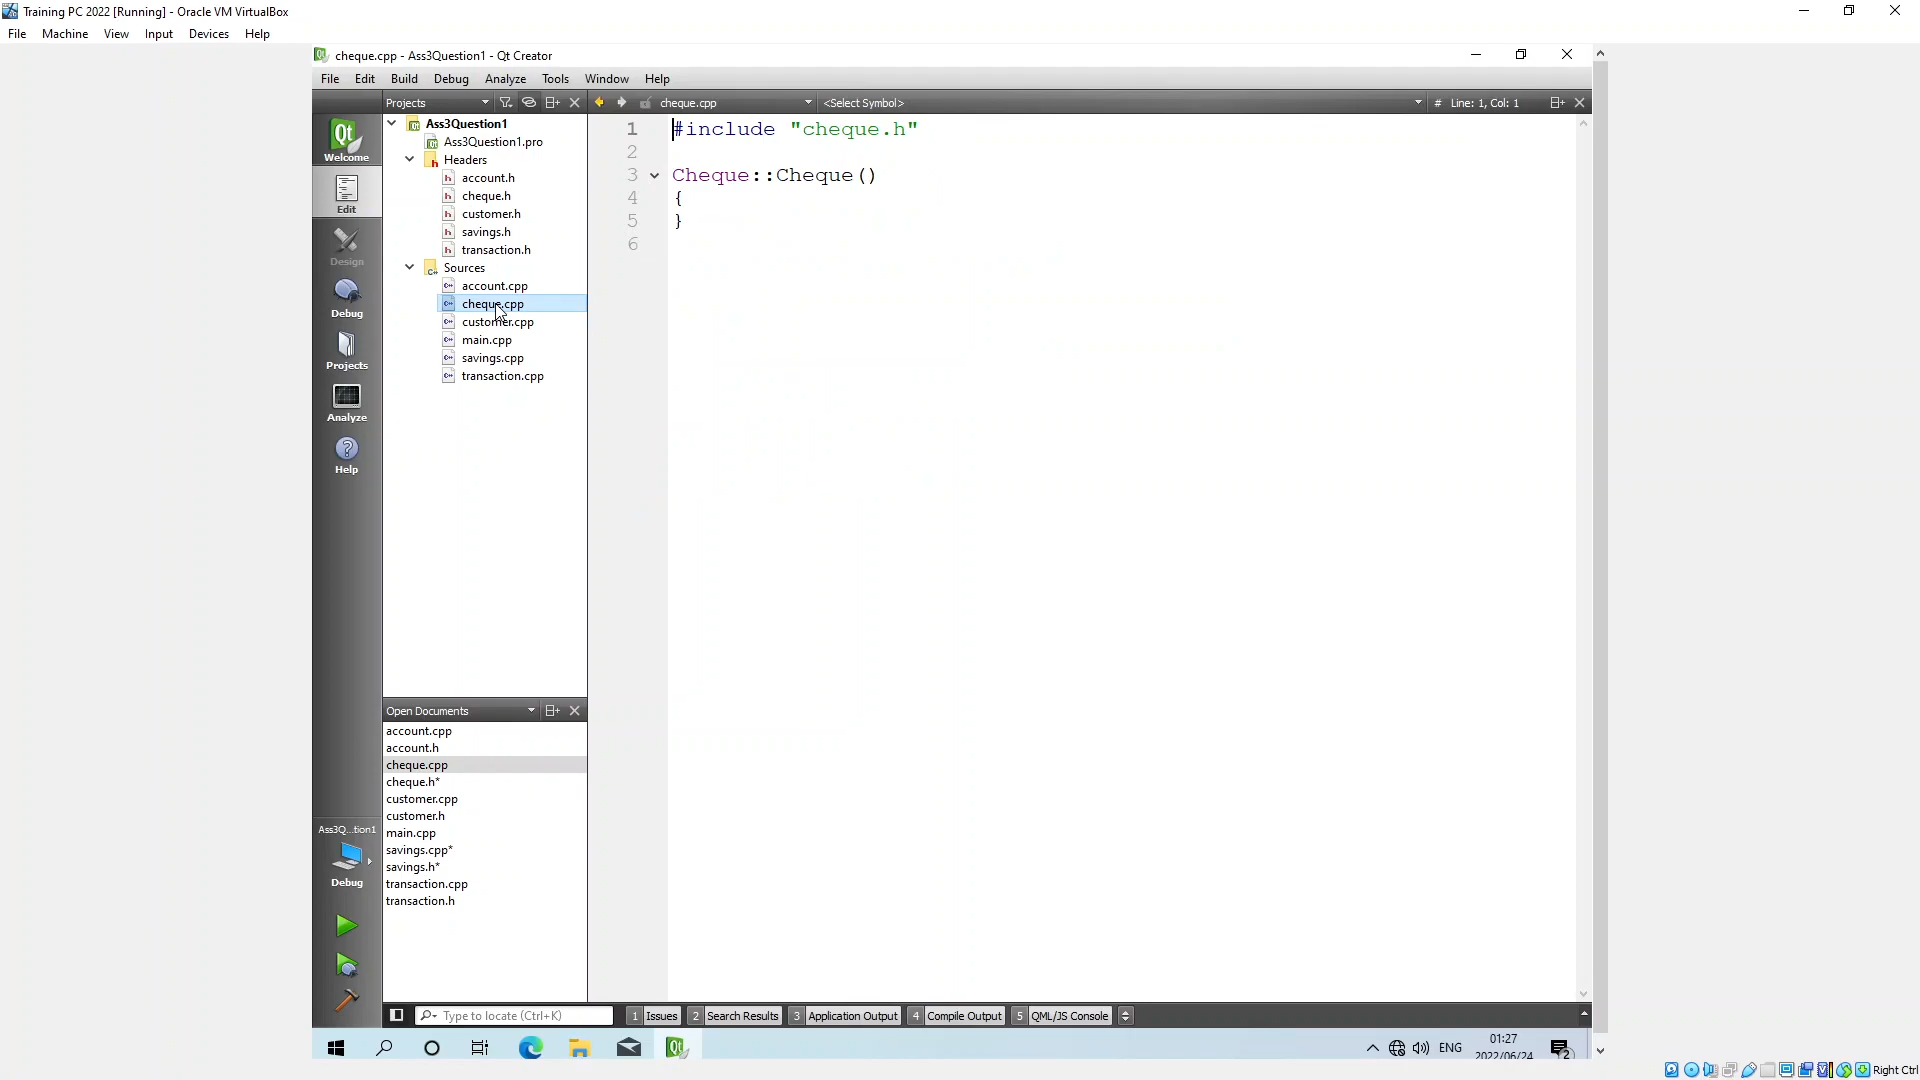 Training PC 2022 [Running] - Oracle VM VirtualBox
File Machine View Input Devices Help
cheque.cpp - Ass3Question1 - Qt Creator
File Edit Build Debug Analyze Tools Window Help
Projects
cheque.cpp
<Select Symbol>
# Line: 1, Col: 1
Welcome
Edit
Design
Debug
Projects
Analyze
Help
Ass3Question1
Ass3Question1.pro
Headers
account.h
cheque.h
customer.h
savings.h
transaction.h
Sources
account.cpp
cheque.cpp
customer.cpp
main.cpp
savings.cpp
transaction.cpp
1 #include "cheque.h"
2
3 Cheque::Cheque()
4 {
5 }
6
Open Documents
account.cpp
account.h
cheque.cpp
cheque.h*
customer.cpp
customer.h
main.cpp
savings.cpp*
savings.h*
transaction.cpp
transaction.h
Ass3Q...tion1
Debug
Type to locate (Ctrl+K)
1 Issues 2 Search Results 3 Application Output 4 Compile Output 5 QML/JS Console
ENG
01:27
2022/06/24
2
Right Ctrl